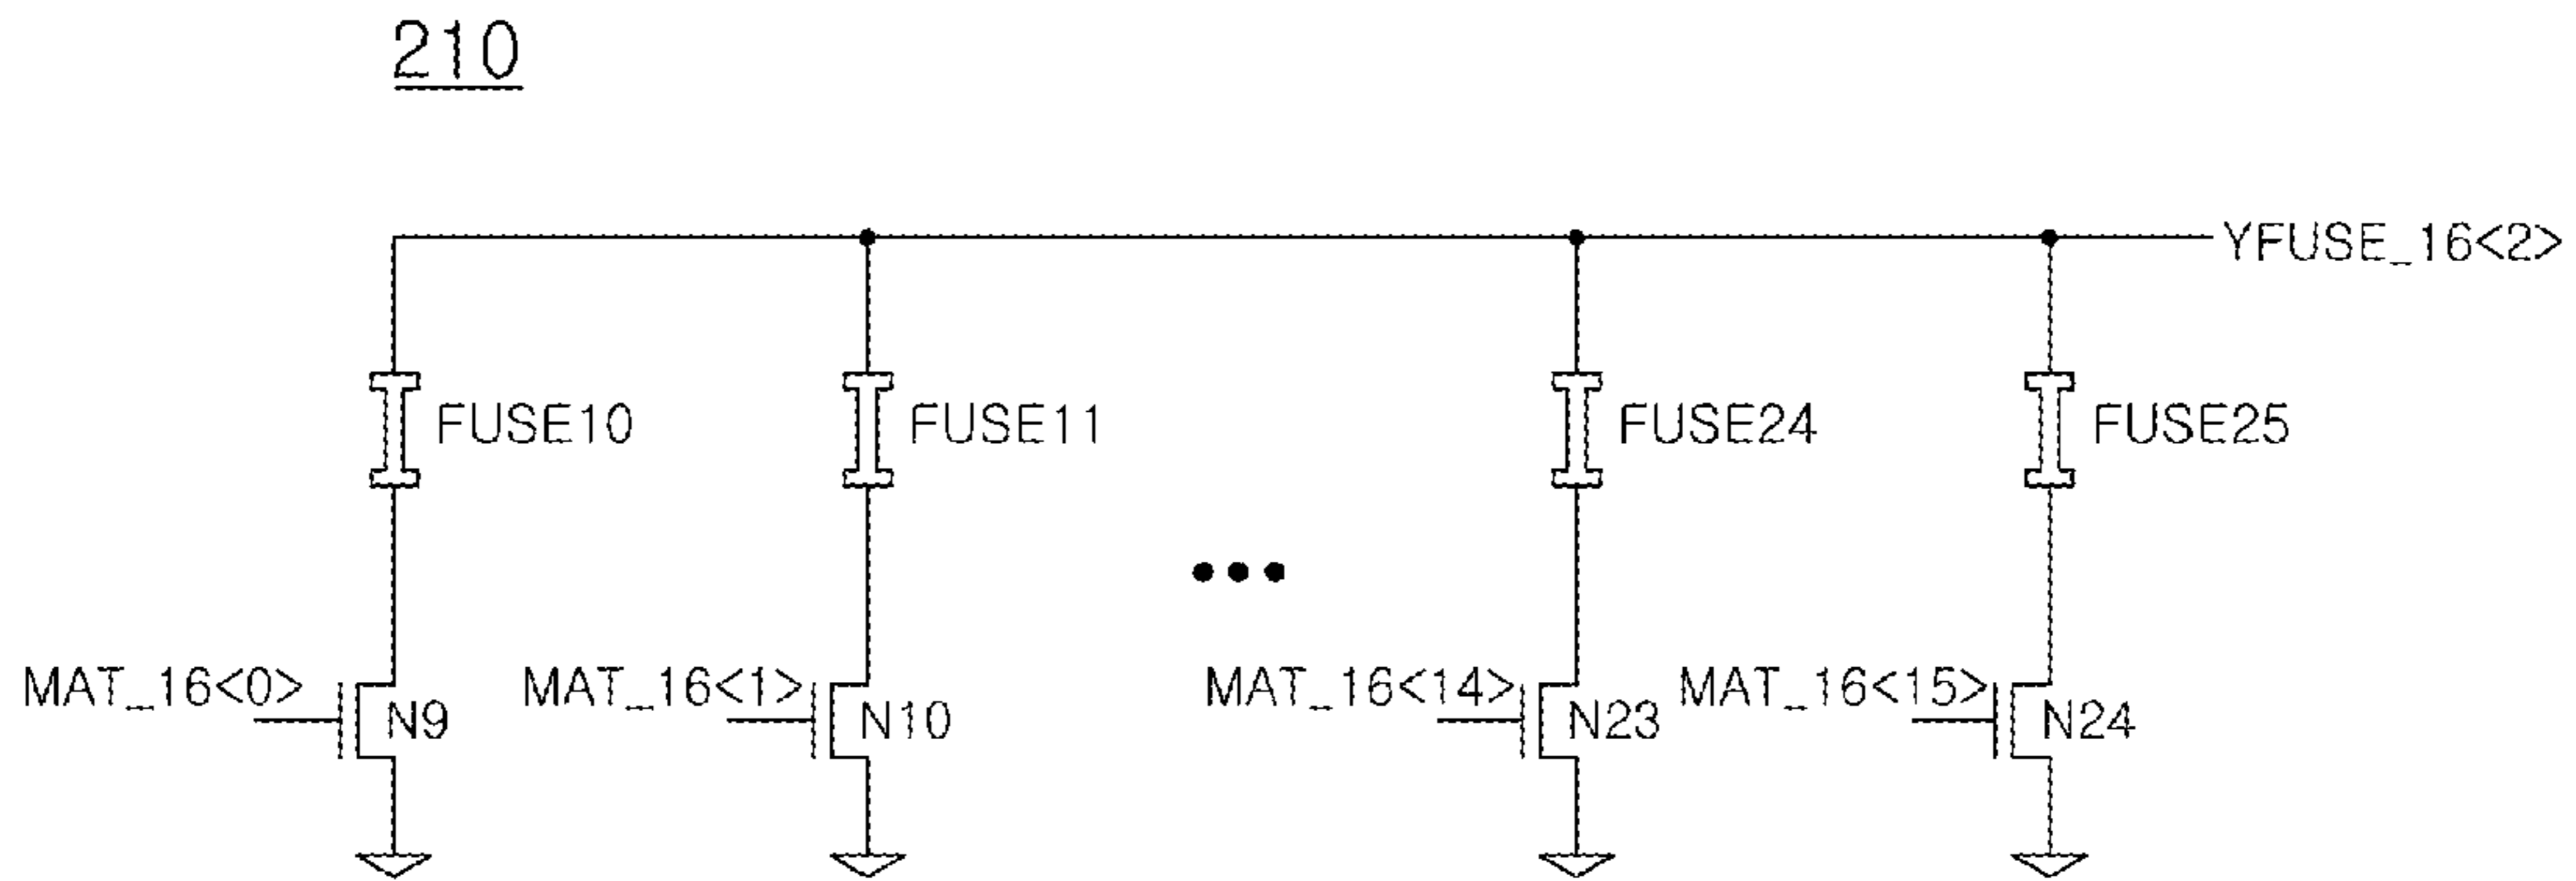 210
YFUSE_16<2>
FUSE10 FUSE11 FUSE24 FUSE25
MAT_16<0> MAT_16<1> MAT_16<14> MAT_16<15>
N9 N10 N23 N24